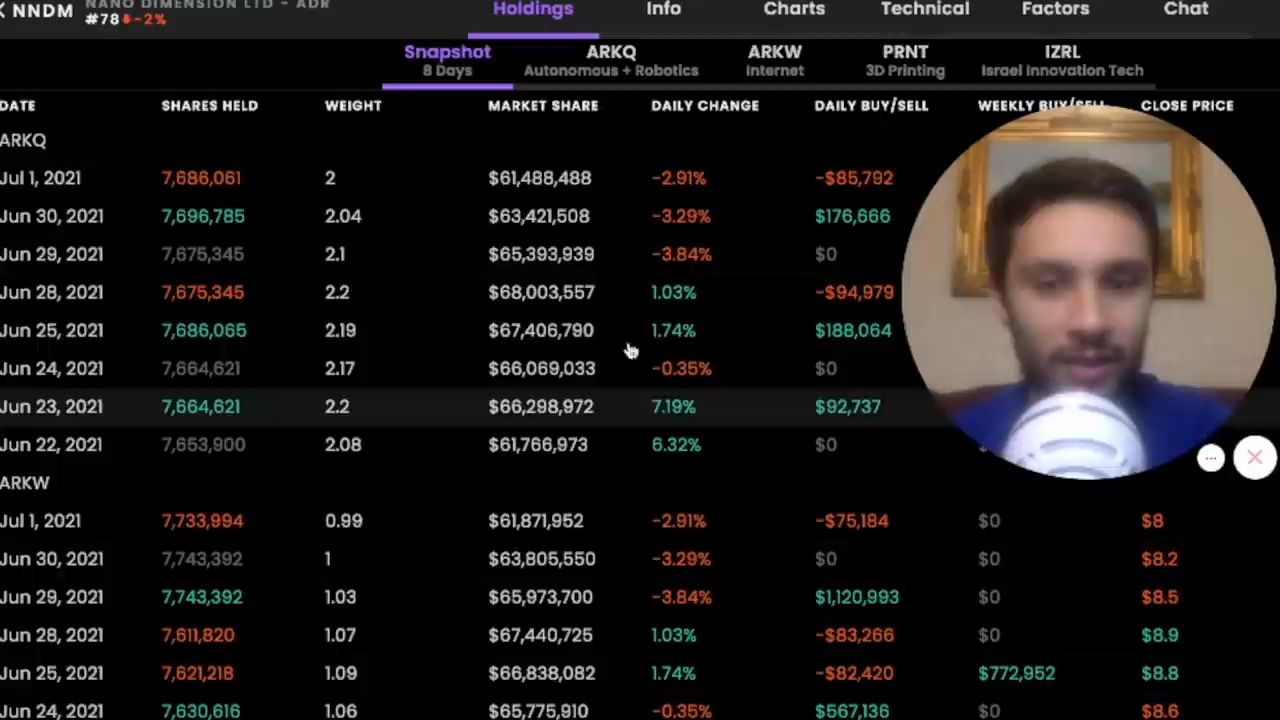 NNDM NANO DIMENSION LTD - ADR
#78 -2%
Holdings Info Charts Technical Factors Chat
Snapshot ARKQ ARKW PRNT IZRL
8 Days Autonomous + Robotics Internet 3D Printing Israel Innovation Tech
DATE SHARES HELD WEIGHT MARKET SHARE DAILY CHANGE DAILY BUY/SELL WEEKLY BUY/SELL CLOSE PRICE
ARKQ
Jul 1, 2021 7,686,061 2 $61,488,488 -2.91% -$85,792
Jun 30, 2021 7,696,785 2.04 $63,421,508 -3.29% $176,666
Jun 29, 2021 7,675,345 2.1 $65,393,939 -3.84% $0
Jun 28, 2021 7,675,345 2.2 $68,003,557 1.03% -$94,979
Jun 25, 2021 7,686,065 2.19 $67,406,790 1.74% $188,064
Jun 24, 2021 7,664,621 2.17 $66,069,033 -0.35% $0
Jun 23, 2021 7,664,621 2.2 $66,298,972 7.19% $92,737
Jun 22, 2021 7,653,900 2.08 $61,766,973 6.32% $0
ARKW
Jul 1, 2021 7,733,994 0.99 $61,871,952 -2.91% -$75,184 $0 $8
Jun 30, 2021 7,743,392 1 $63,805,550 -3.29% $0 $0 $8.2
Jun 29, 2021 7,743,392 1.03 $65,973,700 -3.84% $1,120,993 $0 $8.5
Jun 28, 2021 7,611,820 1.07 $67,440,725 1.03% -$83,266 $0 $8.9
Jun 25, 2021 7,621,218 1.09 $66,838,082 1.74% -$82,420 $772,952 $8.8
Jun 24, 2021 7,630,616 1.06 $65,775,910 -0.35% $567,136 $0 $8.6